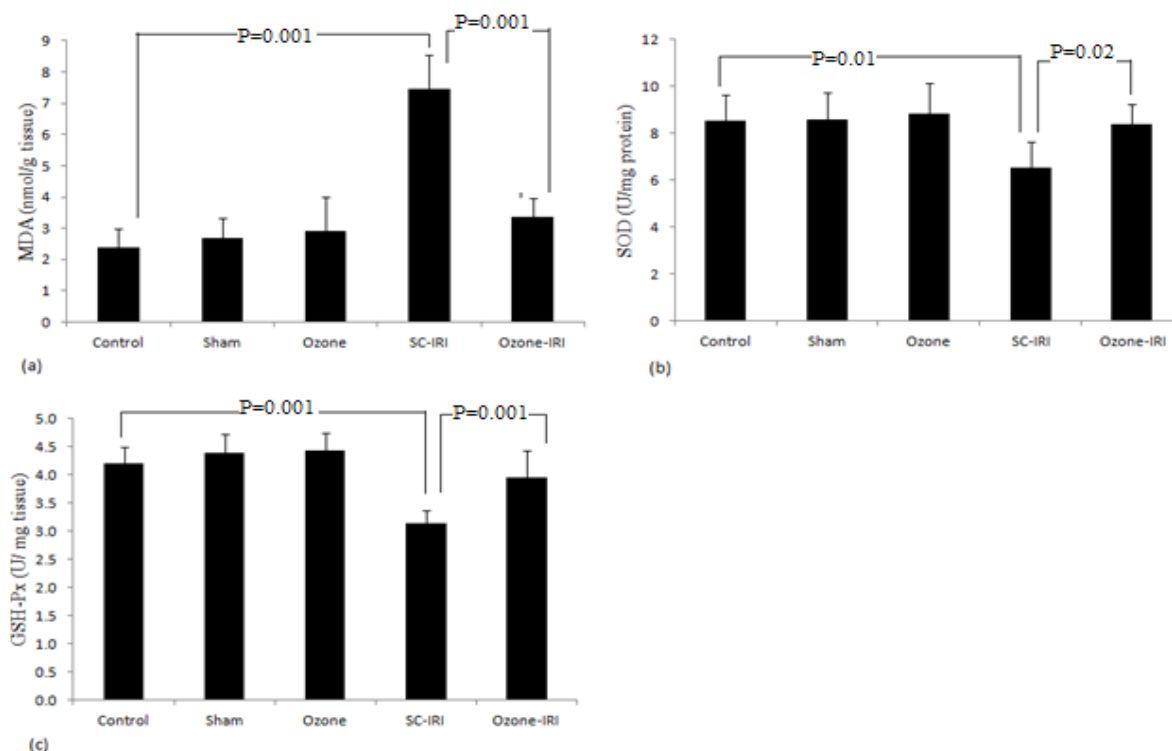 P=0.001
P=0.001
MDA (nmol/g tissue)
9
8
7
6
5
4
3
2
1
0
Control Sham Ozone SC-IRI Ozone-IRI
(a)
P=0.01
P=0.02
SOD (U/mg protein)
12
10
8
6
4
2
0
Control Sham Ozone SC-IRI Ozone-IRI
(b)
P=0.001
P=0.001
GSH-Px (U/ mg tissue)
5.0
4.5
4.0
3.5
3.0
2.5
2.0
1.5
1.0
0.5
0.0
Control Sham Ozone SC-IRI Ozone-IRI
(c)